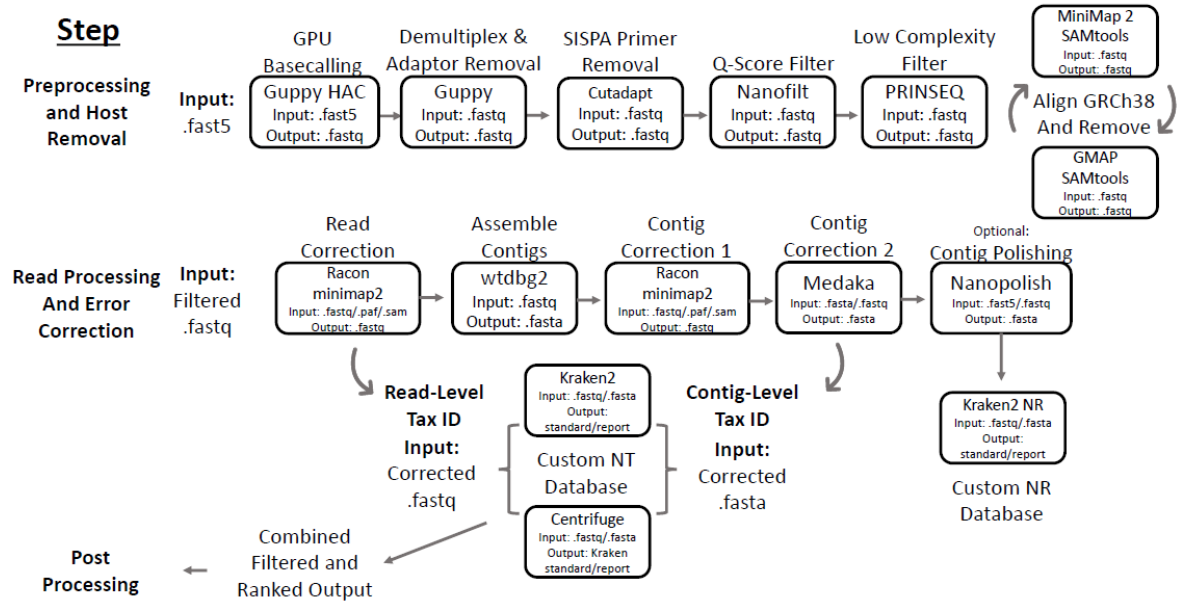 Step
Preprocessing
and Host
Removal
Input:
.fast5
GPU
Basecalling
Guppy HAC
Input: .fast5
Output: .fastq
Demultiplex &
Adaptor Removal
Guppy
Input: .fastq
Output: .fastq
SISPA Primer
Removal
Cutadapt
Input: .fastq
Output: .fastq
Q-Score Filter
Nanofilt
Input: .fastq
Output: .fastq
Low Complexity
Filter
PRINSEQ
Input: .fastq
Output: .fastq
MiniMap 2
SAMtools
Input: .fastq
Output: .fastq
Align GRCh38
And Remove
GMAP
SAMtools
Input: .fastq
Output: .fastq
Read Processing
And Error
Correction
Input:
Filtered
.fastq
Read
Correction
Racon
minimap2
Input: .fastq/.paf/.sam
Output: .fastq
Assemble
Contigs
wtdbg2
Input: .fastq
Output: .fasta
Contig
Correction 1
Racon
minimap2
Input: .fastq/.paf/.sam
Output: .fastq
Contig
Correction 2
Medaka
Input: .fasta/.fastq
Output: .fasta
Optional:
Contig Polishing
Nanopolish
Input: .fast5/.fastq
Output: .fasta
Read-Level
Tax ID
Input:
Corrected
.fastq
Kraken2
Input: .fastq/.fasta
Output:
standard/report
Custom NT
Database
Centrifuge
Input: .fastq/.fasta
Output: Kraken
standard/report
Contig-Level
Tax ID
Input:
Corrected
.fasta
Kraken2 NR
Input: .fastq/.fasta
Output:
standard/report
Custom NR
Database
Post
Processing
Combined
Filtered and
Ranked Output